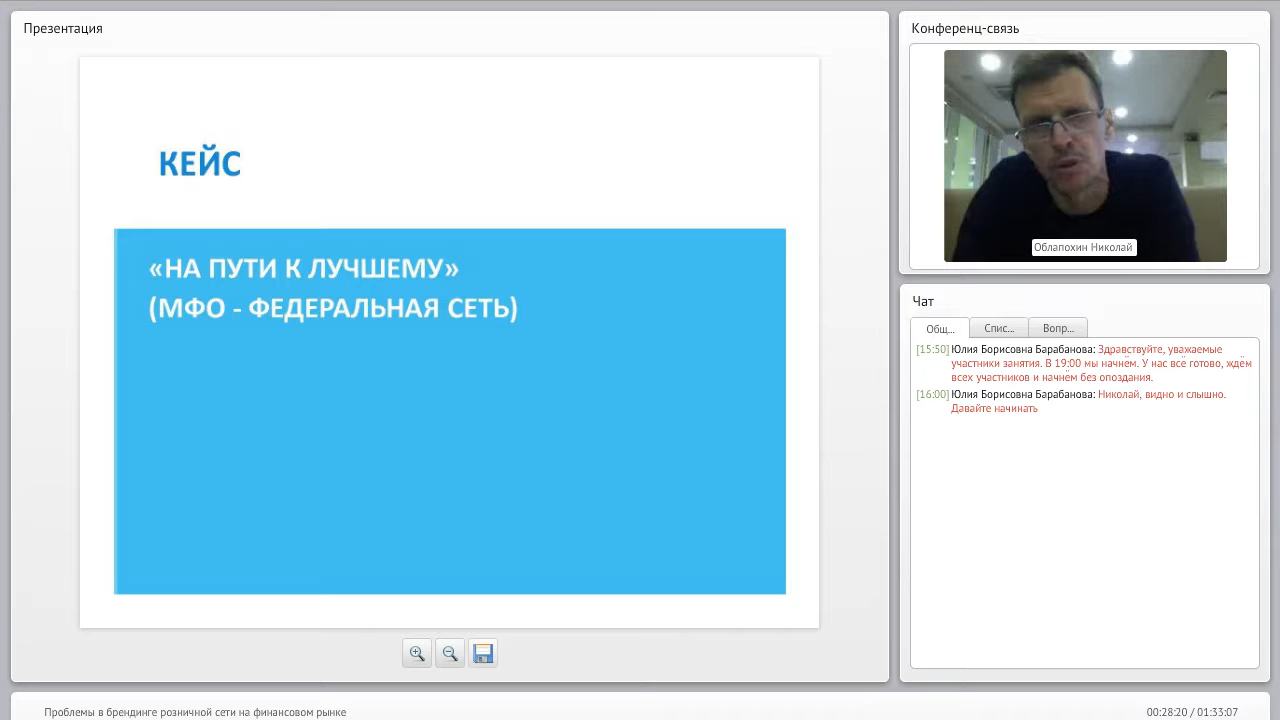 Презентация
КЕЙС
«НА ПУТИ К ЛУЧШЕМУ»
(МФО - ФЕДЕРАЛЬНАЯ СЕТЬ)
Конференц-связь
Облапохин Николай
Чат
Общ... Спис... Вопр...
[15:50] Юлия Борисовна Барабанова: Здравствуйте, уважаемые
участники занятия. В 19:00 мы начнём. У нас всё готово, ждём
всех участников и начнём без опоздания.
[16:00] Юлия Борисовна Барабанова: Николай, видно и слышно.
Давайте начинать
Проблемы в брендинге розничной сети на финансовом рынке
00:28:20 / 01:33:07